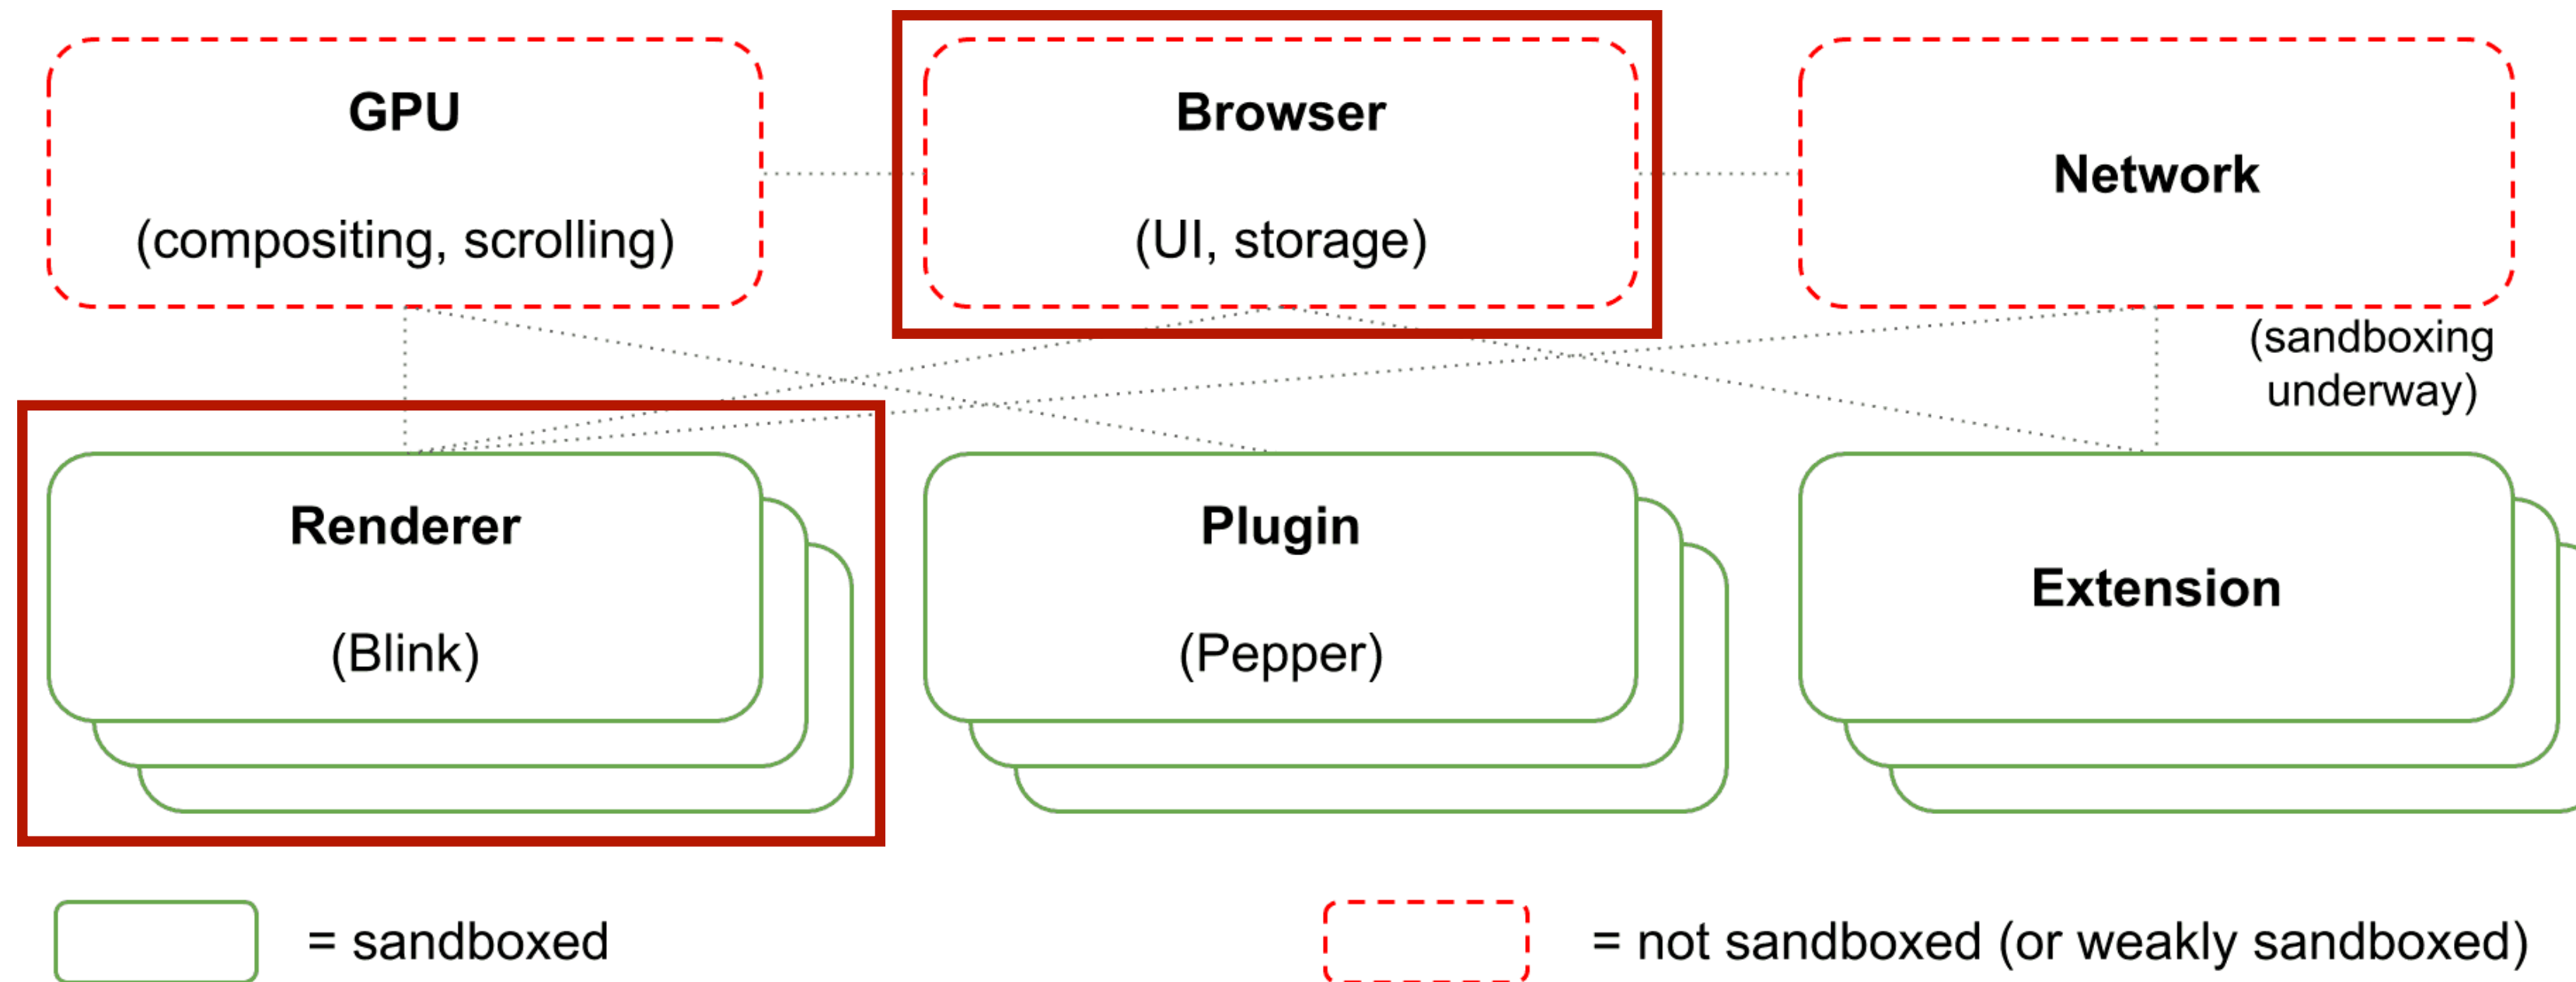 GPU
(compositing, scrolling)
Browser
(UI, storage)
Network
(sandboxing
underway)
Renderer
(Blink)
Plugin
(Pepper)
Extension
= sandboxed
= not sandboxed (or weakly sandboxed)